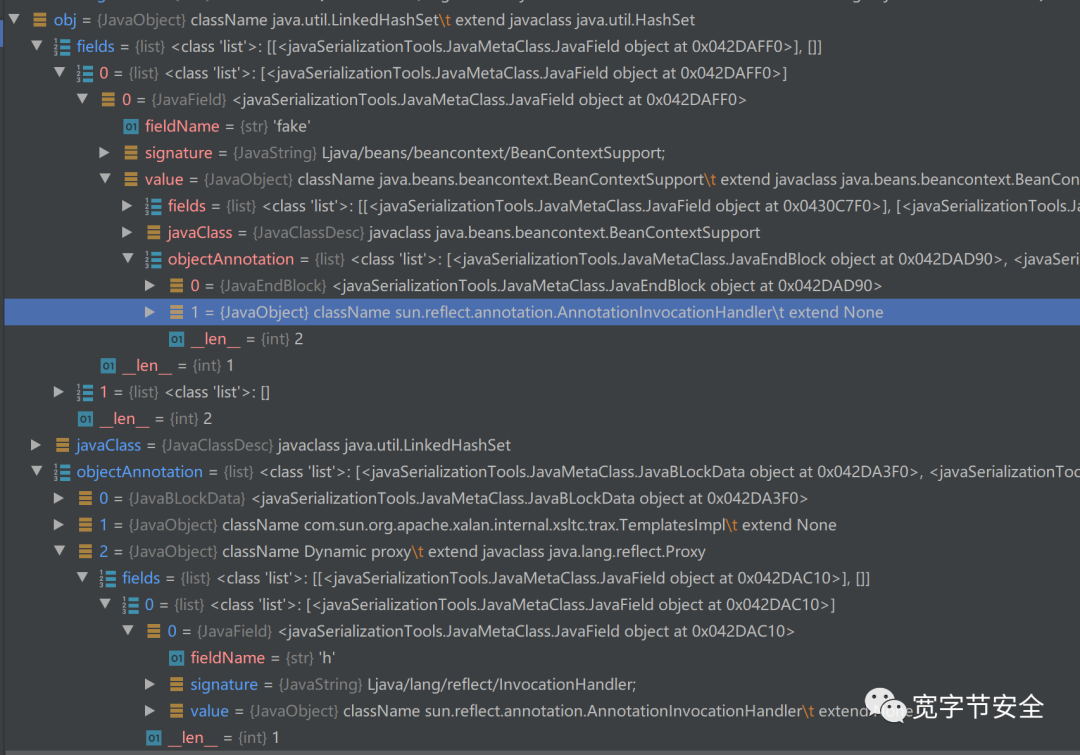 obj = {JavaObject} className java.util.LinkedHashSet\t extend javaclass java.util.HashSet
fields = {list} <class 'list'>: [[<javaSerializationTools.JavaMetaClass.JavaField object at 0x042DAFF0>], []]
0 = {list} <class 'list'>: [<javaSerializationTools.JavaMetaClass.JavaField object at 0x042DAFF0>]
0 = {JavaField} <javaSerializationTools.JavaMetaClass.JavaField object at 0x042DAFF0>
fieldName = {str} 'fake'
signature = {JavaString} Ljava/beans/beancontext/BeanContextSupport;
value = {JavaObject} className java.beans.beancontext.BeanContextSupport\t extend javaclass java.beans.beancontext.BeanCon
fields = {list} <class 'list'>: [[<javaSerializationTools.JavaMetaClass.JavaField object at 0x0430C7F0>], [<javaSerializationTools.Ja
javaClass = {JavaClassDesc} javaclass java.beans.beancontext.BeanContextSupport
objectAnnotation = {list} <class 'list'>: [<javaSerializationTools.JavaMetaClass.JavaEndBlock object at 0x042DAD90>, <javaSeri
0 = {JavaEndBlock} <javaSerializationTools.JavaMetaClass.JavaEndBlock object at 0x042DAD90>
1 = {JavaObject} className sun.reflect.annotation.AnnotationInvocationHandler\t extend None
__len__ = {int} 2
__len__ = {int} 1
1 = {list} <class 'list'>: []
__len__ = {int} 2
javaClass = {JavaClassDesc} javaclass java.util.LinkedHashSet
objectAnnotation = {list} <class 'list'>: [<javaSerializationTools.JavaMetaClass.JavaBLockData object at 0x042DA3F0>, <javaSerializationToo
0 = {JavaBLockData} <javaSerializationTools.JavaMetaClass.JavaBLockData object at 0x042DA3F0>
1 = {JavaObject} className com.sun.org.apache.xalan.internal.xsltc.trax.TemplatesImpl\t extend None
2 = {JavaObject} className Dynamic proxy\t extend javaclass java.lang.reflect.Proxy
fields = {list} <class 'list'>: [[<javaSerializationTools.JavaMetaClass.JavaField object at 0x042DAC10>], []]
0 = {list} <class 'list'>: [<javaSerializationTools.JavaMetaClass.JavaField object at 0x042DAC10>]
0 = {JavaField} <javaSerializationTools.JavaMetaClass.JavaField object at 0x042DAC10>
fieldName = {str} 'h'
signature = {JavaString} Ljava/lang/reflect/InvocationHandler;
value = {JavaObject} className sun.reflect.annotation.AnnotationInvocationHandler\t extend
宽字节安全
__len__ = {int} 1